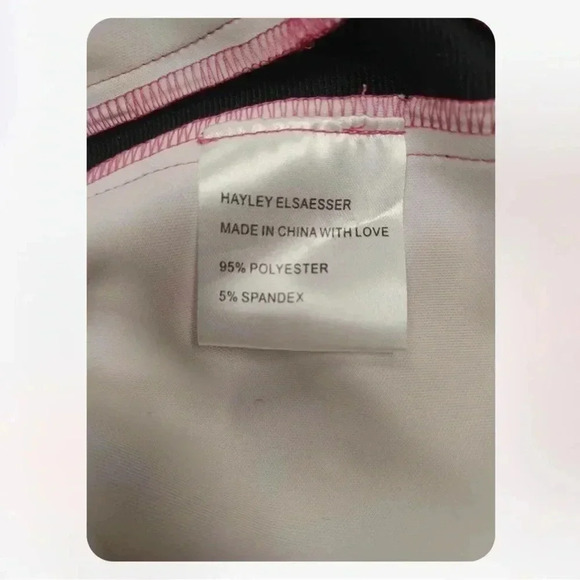 HAYLEY ELSAESSER
MADE IN CHINA WITH LOVE
95% POLYESTER
5% SPANDEX